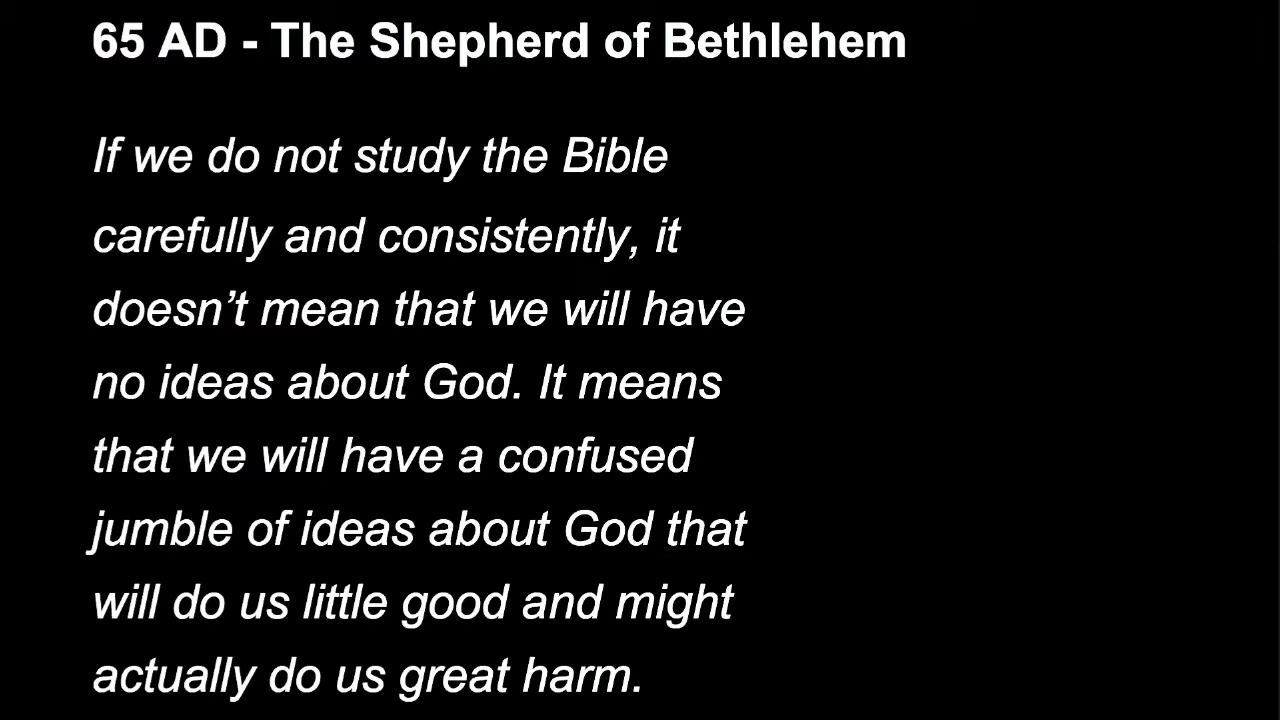 65 AD - The Shepherd of Bethlehem
If we do not study the Bible
carefully and consistently, it
doesn’t mean that we will have
no ideas about God. It means
that we will have a confused
jumble of ideas about God that
will do us little good and might
actually do us great harm.